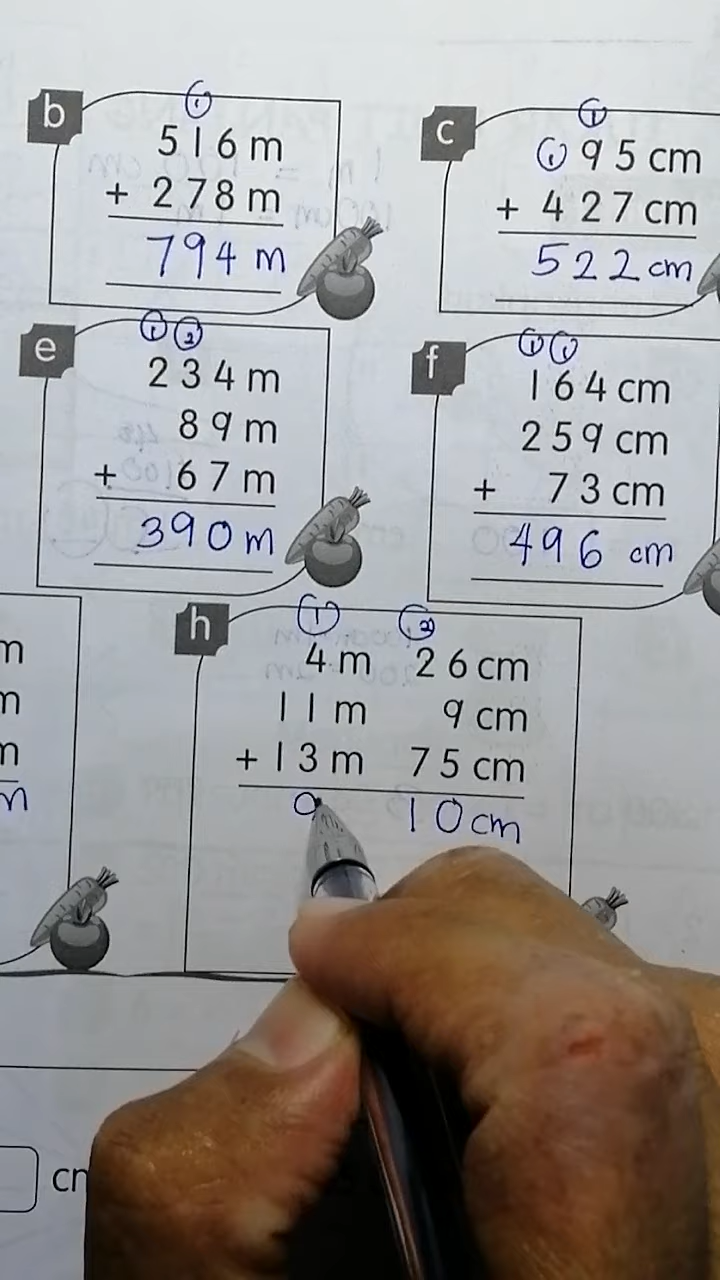 b
①
516 m
+ 278 m
794 m
c
①
① 95 cm
+ 427 cm
522 cm
e
① ②
234 m
89 m
+ 67 m
390 m
f
① ①
164 cm
259 cm
+ 73 cm
496 cm
m
m
m
m
h
① ②
4 m 26 cm
11 m 9 cm
+ 13 m 75 cm
9 10 cm